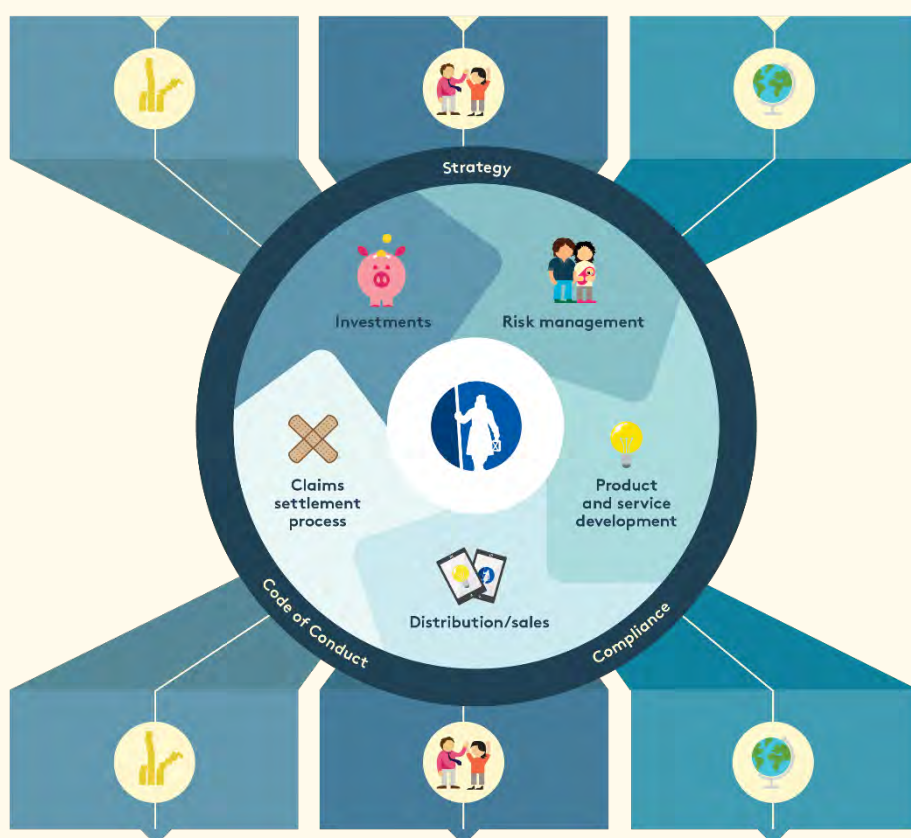 Strategy
Investments
Risk management
Claims
settlement
process
Product
and service
development
Distribution/sales
Code of Conduct
Compliance